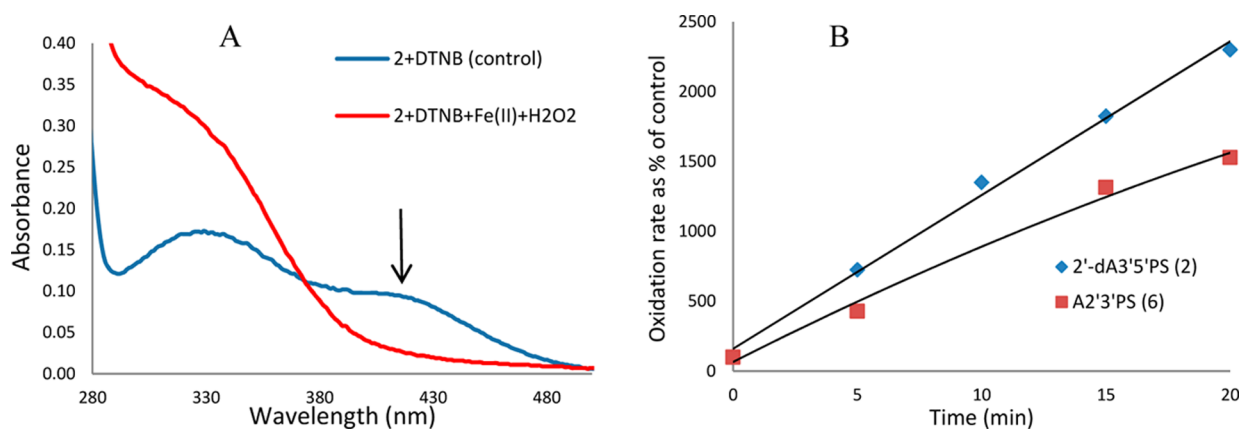 A
0.40
0.35
0.30
0.25
0.20
0.15
0.10
0.05
0.00
Absorbance
2+DTNB (control)
2+DTNB+Fe(II)+H2O2
280 330 380 430 480
Wavelength (nm)
B
2500
2000
1500
1000
500
0
Oxidation rate as % of control
2'-dA3'5'PS (2)
A2'3'PS (6)
0 5 10 15 20
Time (min)